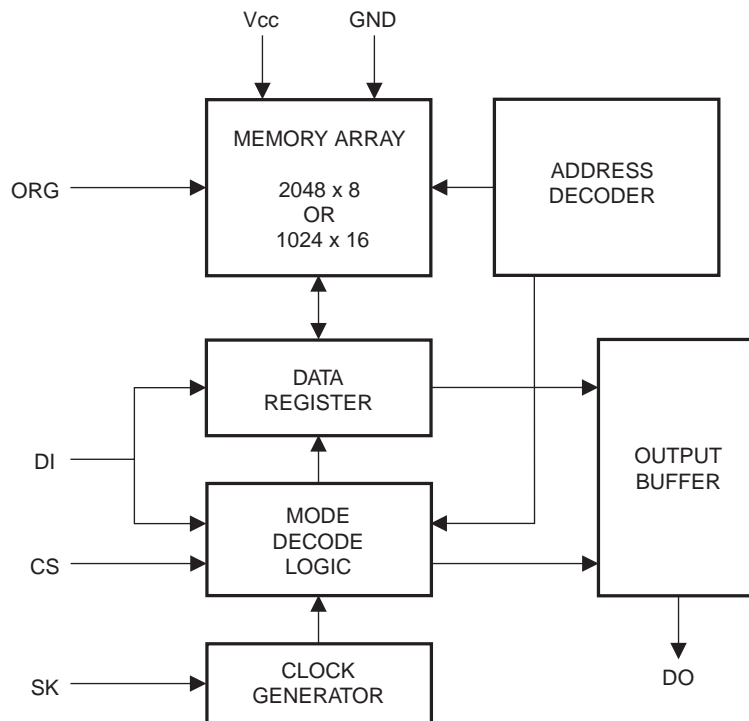 Vcc
GND
MEMORY ARRAY
2048 x 8
OR
1024 x 16
ADDRESS
DECODER
ORG
DATA
REGISTER
DI
OUTPUT
BUFFER
MODE
DECODE
LOGIC
CS
CLOCK
GENERATOR
SK
DO